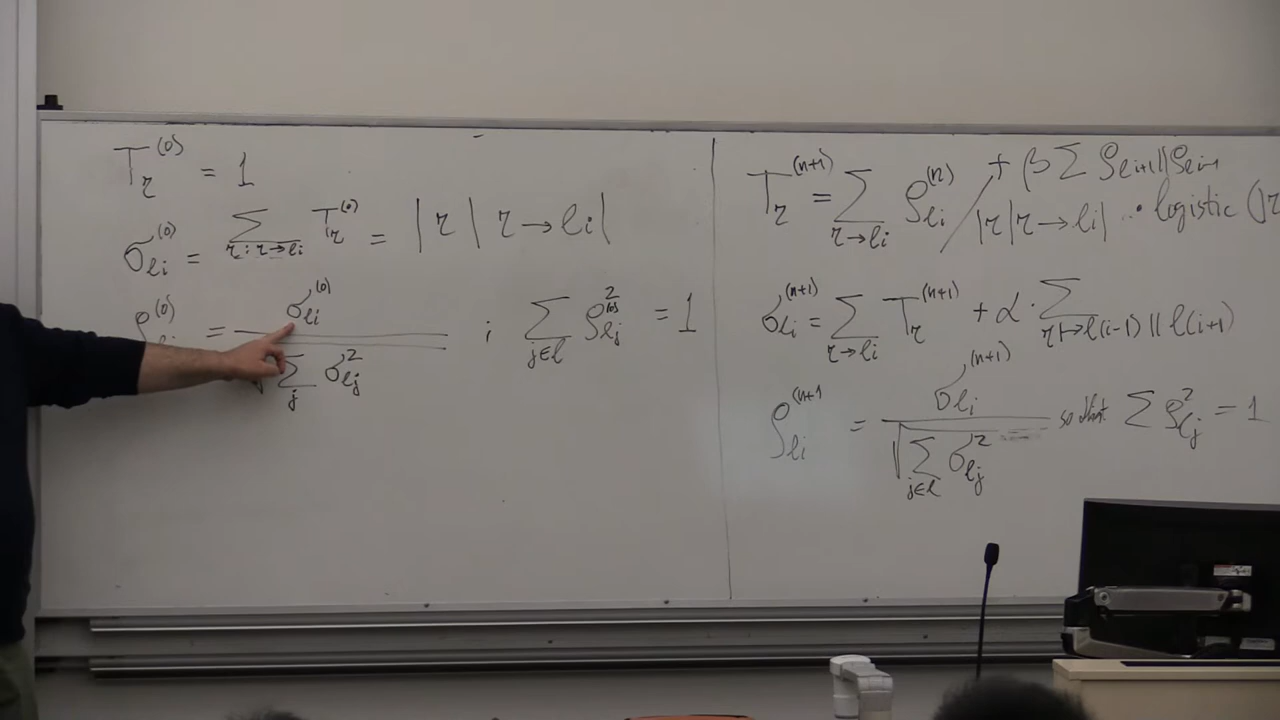 T_r^(0) = 1
σ_li^(0) = Σ_{r: r→li} T_r^(0) = |r | r→li|
ρ_li^(0) = σ_li^(0) / √(Σ_j σ_lj^2) ; Σ_{j∈l} ρ_lj^2 = 1
T_r^(n+1) = Σ_{r→li} ρ_li^(n) / |r|r→li| + β Σ ρ_li+1||ρ_li-1 · logistic (|r
σ_li^(n+1) = Σ_{r→li} T_r^(n+1) + α · Σ_{r↦l(i-1) || l(i+1)}
ρ_li^(n+1 = σ_li^(n+1) / √(Σ_{j∈l} σ_lj^2) so that Σ ρ_lj^2 = 1